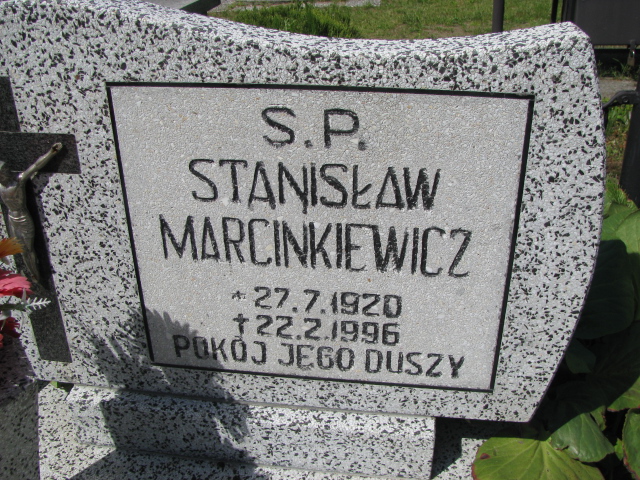 S.P.
STANISŁAW
MARCINKIEWICZ
* 27.7.1920
✝ 22.2.1996
POKÓJ JEGO DUSZY